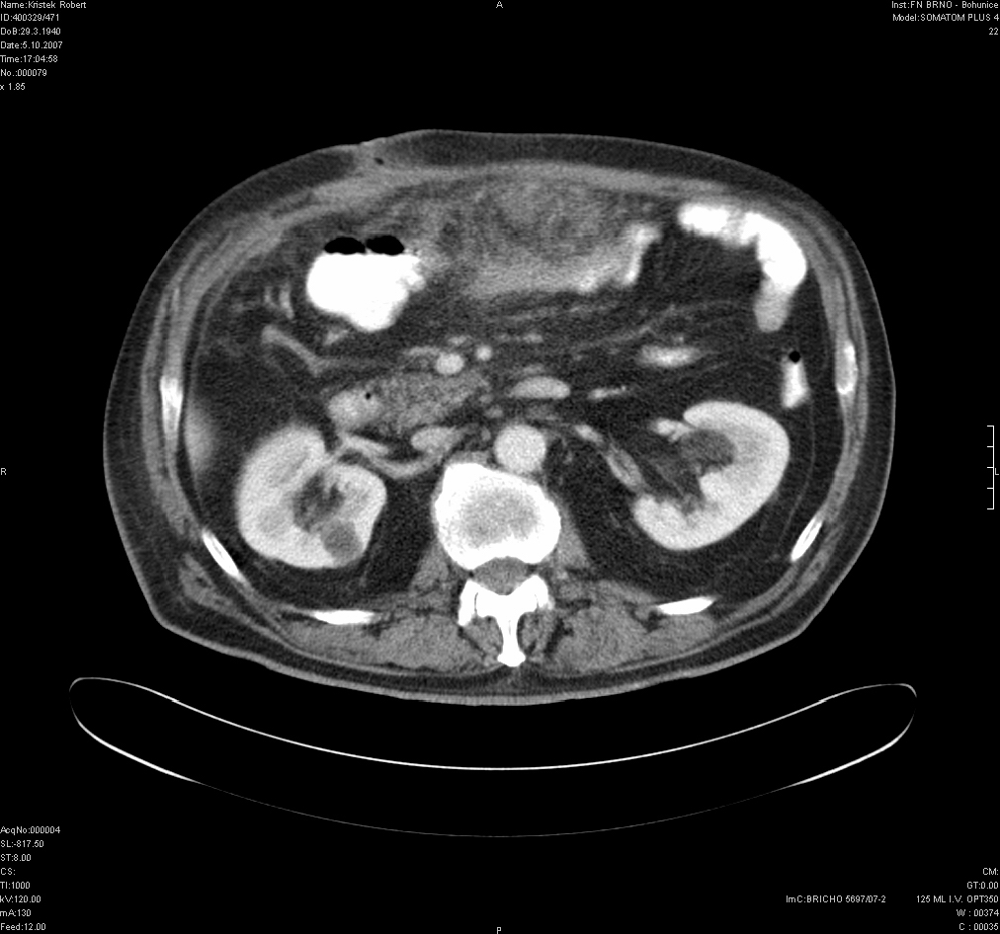 Name:Kristek Robert
ID:400329/471
DoB:29.3.1940
Date:5.10.2007
Time:17:04:58
No.:000079
x 1.85
A
Inst:FN BRNO - Bohunice
Model:SOMATOM PLUS 4
22
R
L
AcqNo:000004
SL:-817.50
ST:8.00
CS:
TI:1000
kV:120.00
mA:130
Feed:12.00
P
CM:
GT:0.00
ImC:BRICHO 5697/07-2 125 ML I.V. OPT350
W : 00374
C : 00035